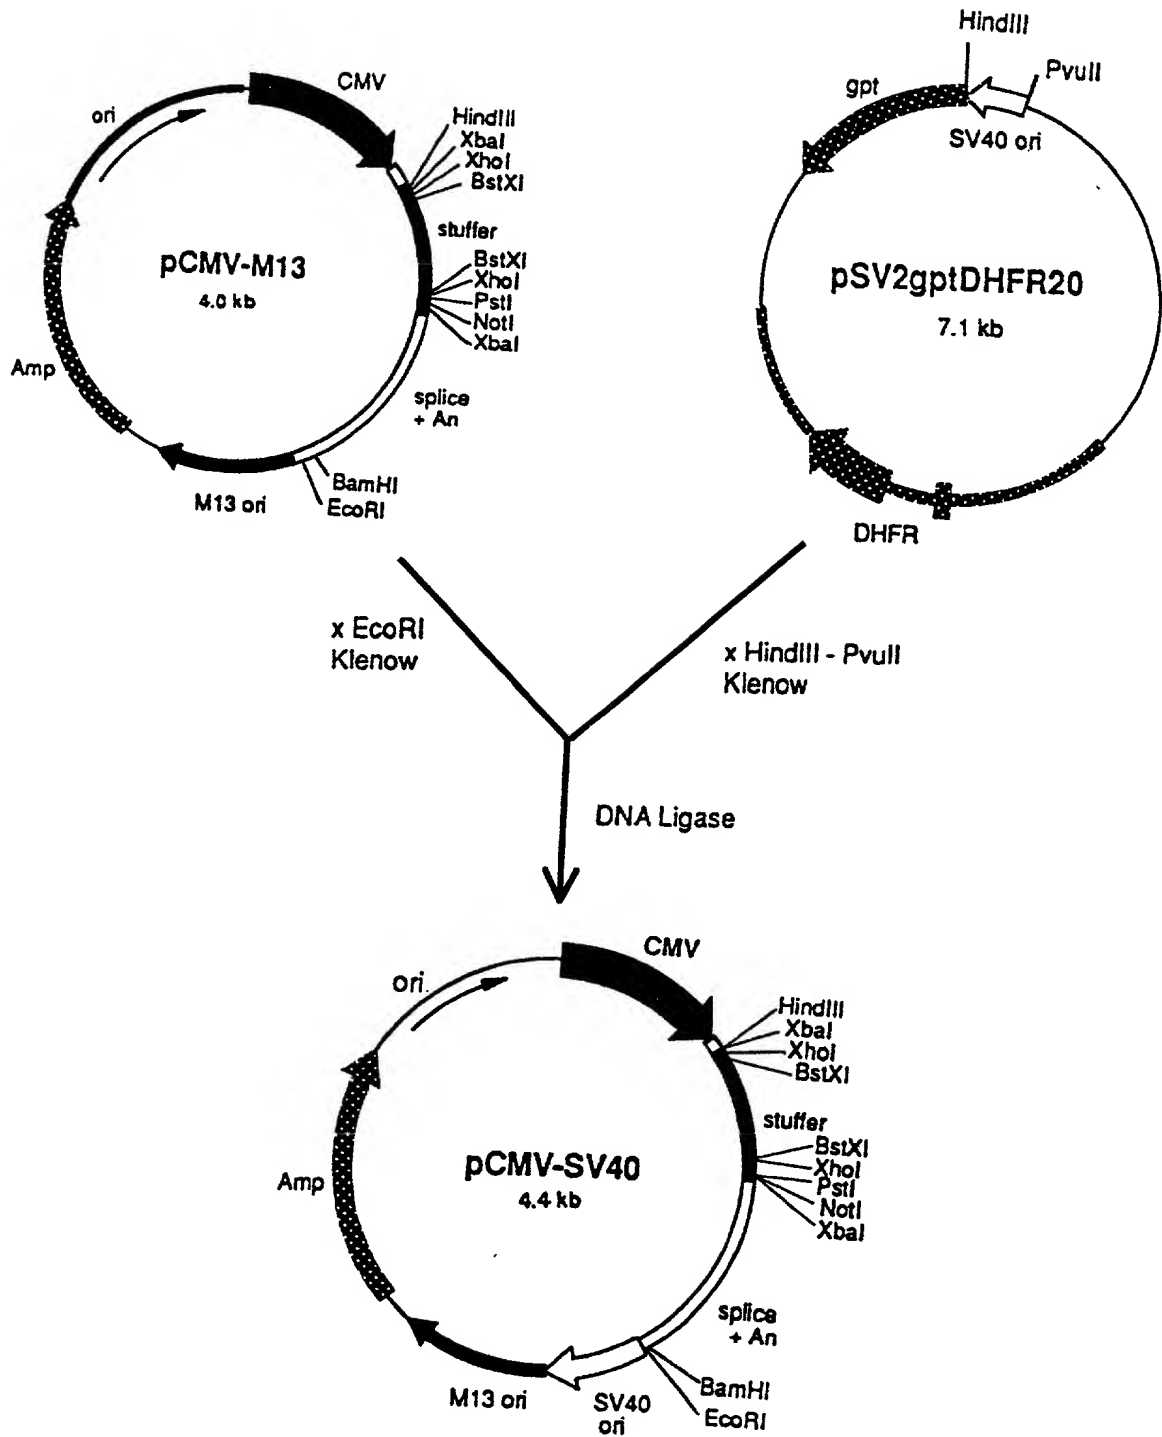 CMV
ori
HindIII
XbaI
XhoI
BstXI
stuffer
BstXI
XhoI
PstI
NotI
XbaI
pCMV-M13
4.0 kb
Amp
splice
+ An
BamHI
EcoRI
M13 ori
HindIII
PvuII
gpt
SV40 ori
pSV2gptDHFR20
7.1 kb
DHFR
x EcoRI
Klenow
x HindIII - PvuII
Klenow
DNA Ligase
CMV
ori.
HindIII
XbaI
XhoI
BstXI
stuffer
BstXI
XhoI
PstI
NotI
XbaI
pCMV-SV40
4.4 kb
Amp
splice
+ An
BamHI
EcoRI
M13 ori
SV40
ori